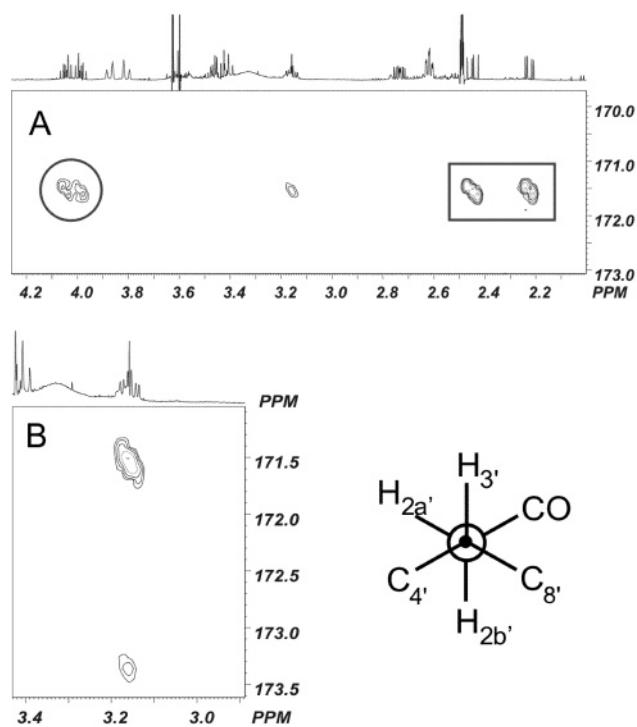 A
170.0
171.0
172.0
173.0
4.2 4.0 3.8 3.6 3.4 3.2 3.0 2.8 2.6 2.4 2.2 PPM
PPM
B
171.5
172.0
172.5
173.0
173.5
3.4 3.2 3.0 PPM
H3'
H2a' CO
C4' C8'
H2b'